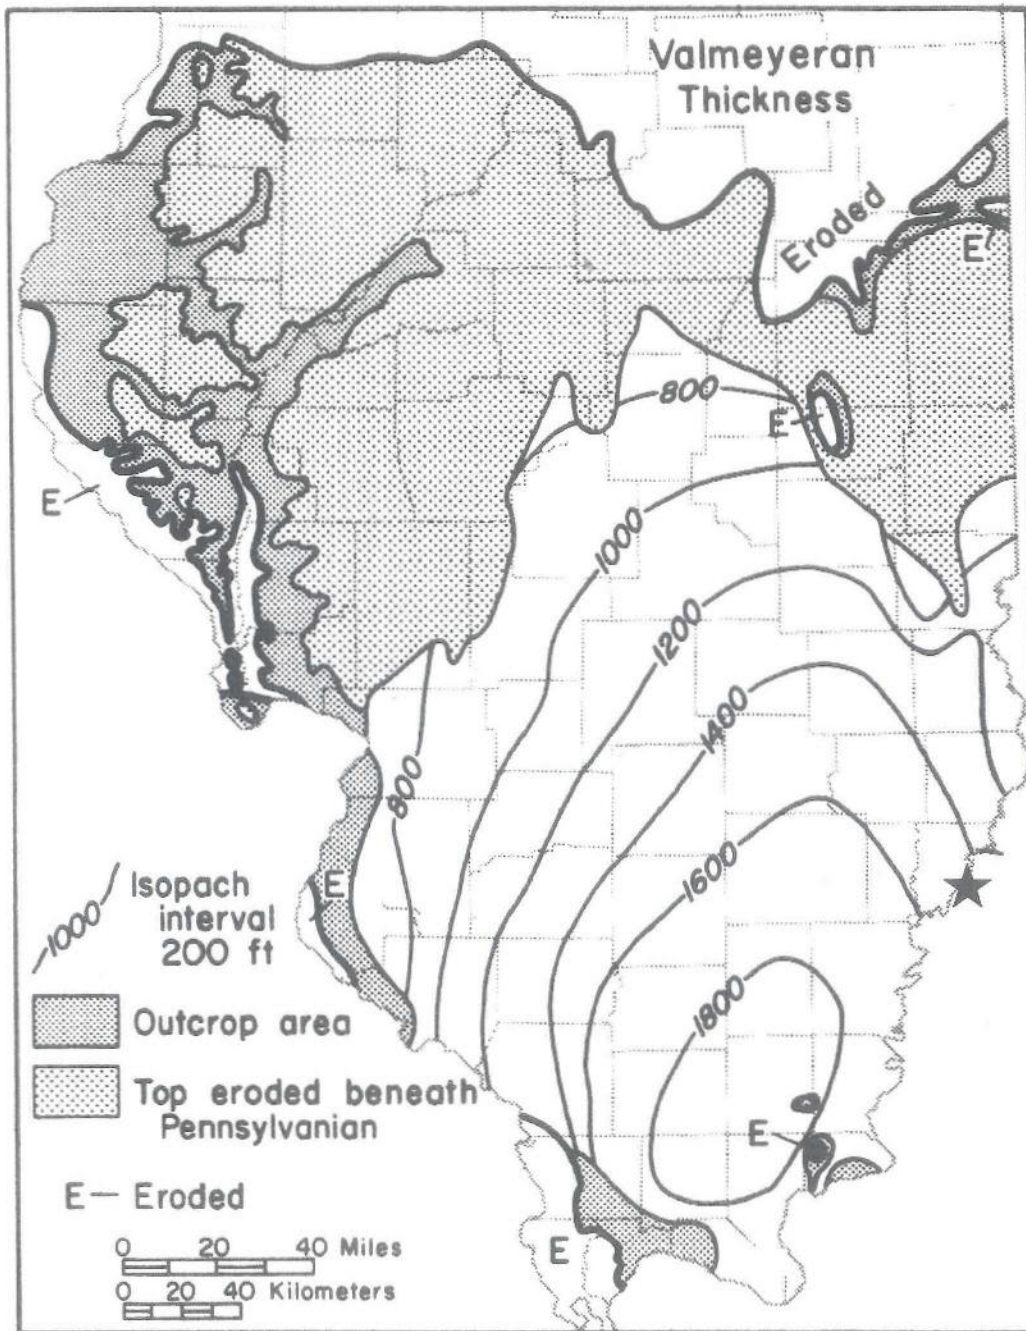 Valmeyeran
Thickness
Eroded
E
800
E
E
1000
1200
1400
800
1600
E
1000
Isopach
interval
200 ft
1800
Outcrop area
Top eroded beneath
Pennsylvanian
E
E — Eroded
E
0 20 40 Miles
0 20 40 Kilometers